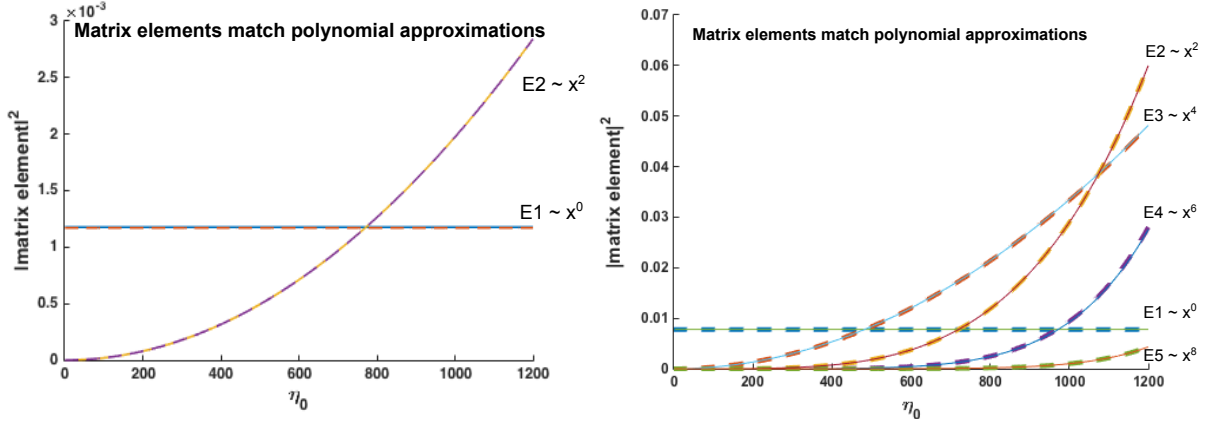 ×10⁻³
Matrix elements match polynomial approximations
3
2.5
2
1.5
1
0.5
0
E2 ~ x²
E1 ~ x⁰
|matrix element|²
0 200 400 600 800 1000 1200
η₀
Matrix elements match polynomial approximations
0.07
0.06
0.05
0.04
0.03
0.02
0.01
0
E2 ~ x²
E3 ~ x⁴
E4 ~ x⁶
E1 ~ x⁰
E5 ~ x⁸
|matrix element|²
0 200 400 600 800 1000 1200
η₀